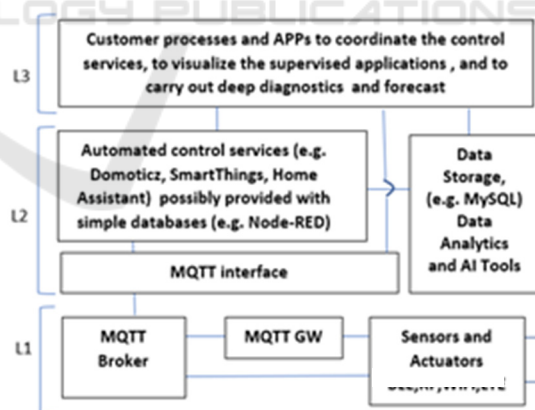 LOGY PUBLICATIONS
L3
Customer processes and APPs to coordinate the control
services, to visualize the supervised applications , and to
carry out deep diagnostics and forecast
L2
Automated control services (e.g.
Domoticz, SmartThings, Home
Assistant) possibly provided with
simple databases (e.g. Node-RED)
MQTT interface
Data
Storage,
(e.g. MySQL)
Data
Analytics
and AI Tools
L1
MQTT
Broker
MQTT GW
Sensors and
Actuators